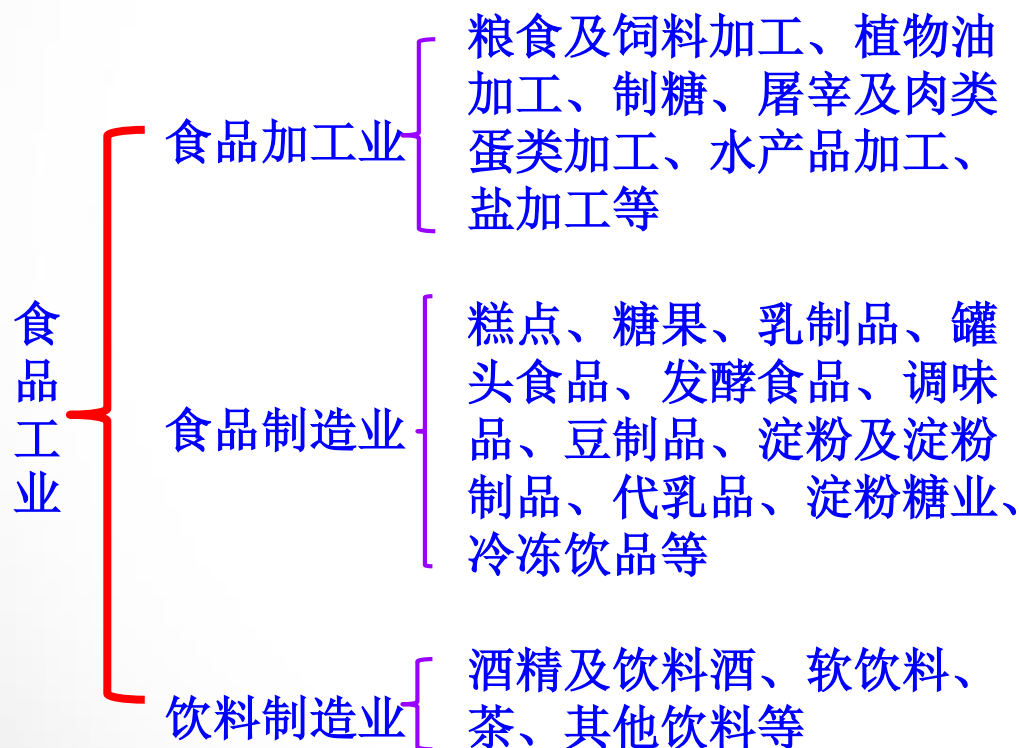 食品工业
食品加工业
粮食及饲料加工、植物油
加工、制糖、屠宰及肉类
蛋类加工、水产品加工、
盐加工等
食品制造业
糕点、糖果、乳制品、罐
头食品、发酵食品、调味
品、豆制品、淀粉及淀粉
制品、代乳品、淀粉糖业、
冷冻饮品等
饮料制造业
酒精及饮料酒、软饮料、
茶、其他饮料等